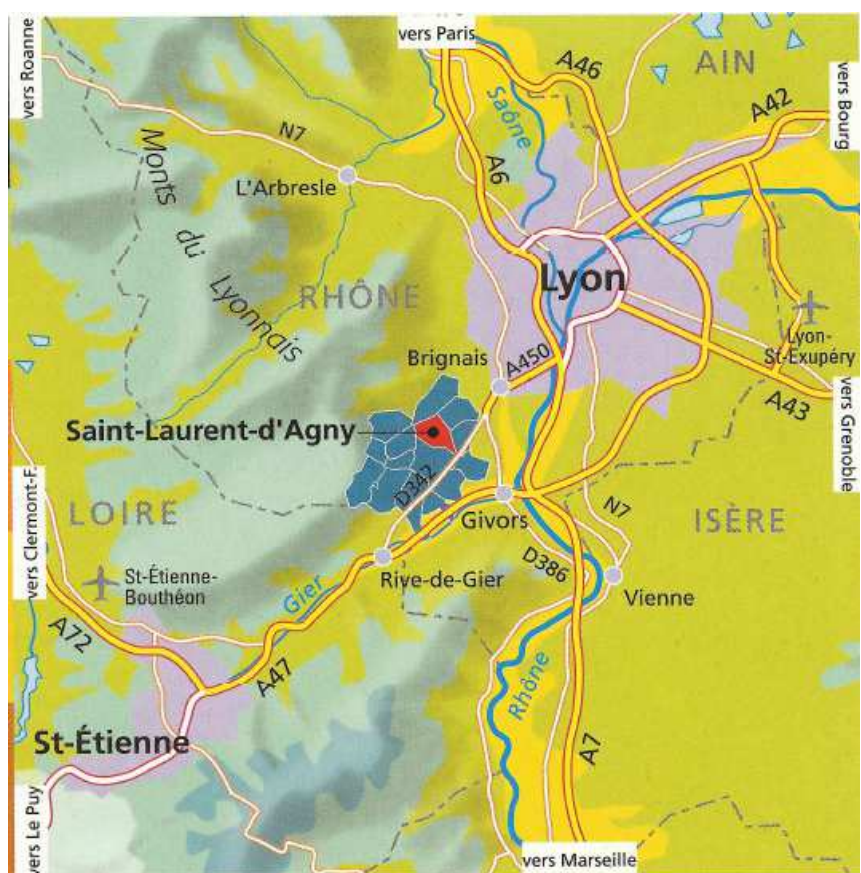 vers Paris
vers Roanne
A46
AIN
A42
vers Bourg
Saône
N7
A6
L'Arbresle
Monts du Lyonnais
RHÔNE
Lyon
Lyon-
St-Exupéry
Brignais
A450
A43
vers Grenoble
Saint-Laurent-d'Agny
D342
vers Clermont-F.
LOIRE
Givors
N7
ISÈRE
St-Étienne-
Bouthéon
Rive-de-Gier
D386
Vienne
Gier
A72
A47
Rhône
St-Étienne
A7
vers Le Puy
vers Marseille